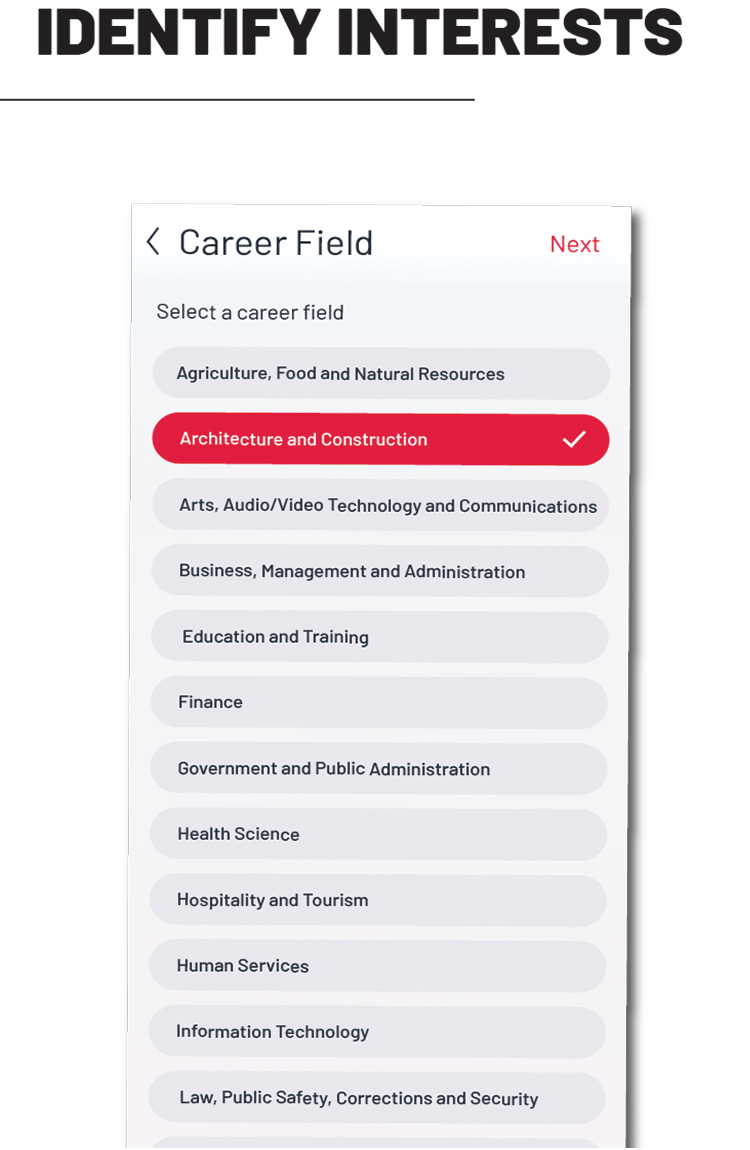 IDENTIFY INTERESTS
Career Field
Next
Select a career field
Agriculture, Food and Natural Resources
Architecture and Construction
Arts, Audio/Video Technology and Communications
Business, Management and Administration
Education and Training
Finance
Government and Public Administration
Health Science
Hospitality and Tourism
Human Services
Information Technology
Law, Public Safety, Corrections and Security